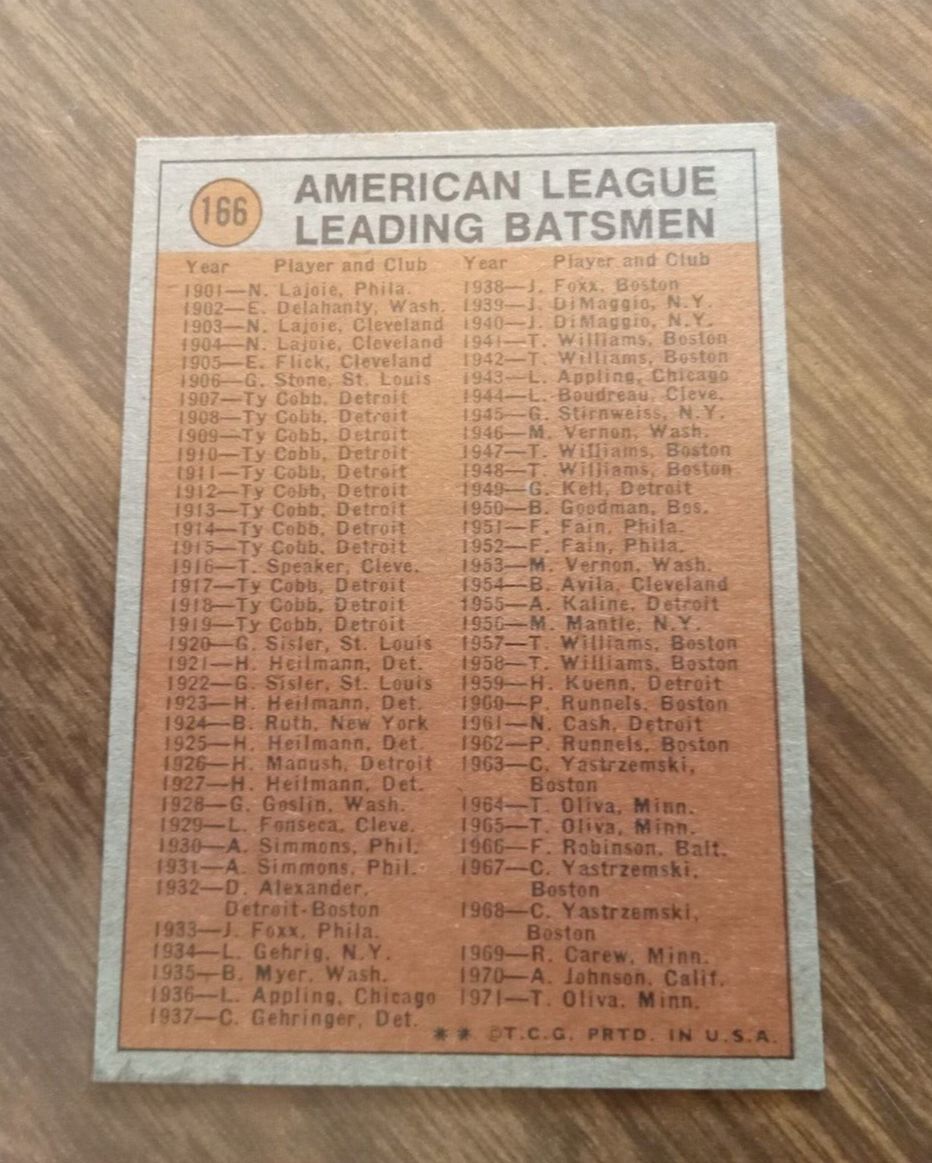 166
AMERICAN LEAGUE
LEADING BATSMEN
Year Player and Club
1901—N. Lajoie, Phila.
1902—E. Delahanty, Wash.
1903—N. Lajoie, Cleveland
1904—N. Lajoie, Cleveland
1905—E. Flick, Cleveland
1906—G. Stone, St. Louis
1907—Ty Cobb, Detroit
1908—Ty Cobb, Detroit
1909—Ty Cobb, Detroit
1910—Ty Cobb, Detroit
1911—Ty Cobb, Detroit
1912—Ty Cobb, Detroit
1913—Ty Cobb, Detroit
1914—Ty Cobb, Detroit
1915—Ty Cobb, Detroit
1916—T. Speaker, Cleve.
1917—Ty Cobb, Detroit
1918—Ty Cobb, Detroit
1919—Ty Cobb, Detroit
1920—G. Sisler, St. Louis
1921—H. Heilmann, Det.
1922—G. Sisler, St. Louis
1923—H. Heilmann, Det.
1924—B. Ruth, New York
1925—H. Heilmann, Det.
1926—H. Manush, Detroit
1927—H. Heilmann, Det.
1928—G. Goslin, Wash.
1929—L. Fonseca, Cleve.
1930—A. Simmons, Phil.
1931—A. Simmons, Phil.
1932—D. Alexander,
Detroit-Boston
1933—J. Foxx, Phila.
1934—L. Gehrig, N.Y.
1935—B. Myer, Wash.
1936—L. Appling, Chicago
1937—C. Gehringer, Det.
Year Player and Club
1938—J. Foxx, Boston
1939—J. DiMaggio, N.Y.
1940—J. DiMaggio, N.Y.
1941—T. Williams, Boston
1942—T. Williams, Boston
1943—L. Appling, Chicago
1944—L. Boudreau, Cleve.
1945—G. Stirnweiss, N.Y.
1946—M. Vernon, Wash.
1947—T. Williams, Boston
1948—T. Williams, Boston
1949—G. Kell, Detroit
1950—B. Goodman, Bos.
1951—F. Fain, Phila.
1952—F. Fain, Phila.
1953—M. Vernon, Wash.
1954—B. Avila, Cleveland
1955—A. Kaline, Detroit
1956—M. Mantle, N.Y.
1957—T. Williams, Boston
1958—T. Williams, Boston
1959—H. Kuenn, Detroit
1960—P. Runnels, Boston
1961—N. Cash, Detroit
1962—P. Runnels, Boston
1963—C. Yastrzemski,
Boston
1964—T. Oliva, Minn.
1965—T. Oliva, Minn.
1966—F. Robinson, Balt.
1967—C. Yastrzemski,
Boston
1968—C. Yastrzemski,
Boston
1969—R. Carew, Minn.
1970—A. Johnson, Calif.
1971—T. Oliva, Minn.
** ©T.C.G. PRTD. IN U.S.A.